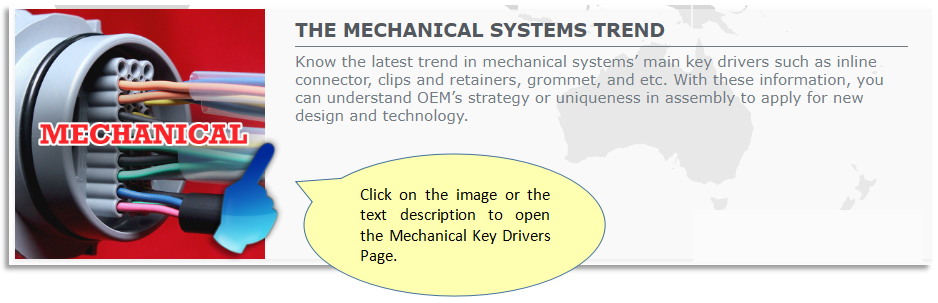 THE MECHANICAL SYSTEMS TREND
Know the latest trend in mechanical systems’ main key drivers such as inline
connector, clips and retainers, grommet, and etc. With these information, you
can understand OEM’s strategy or uniqueness in assembly to apply for new
design and technology.
MECHANICAL
Click on the image or the
text description to open
the Mechanical Key Drivers
Page.